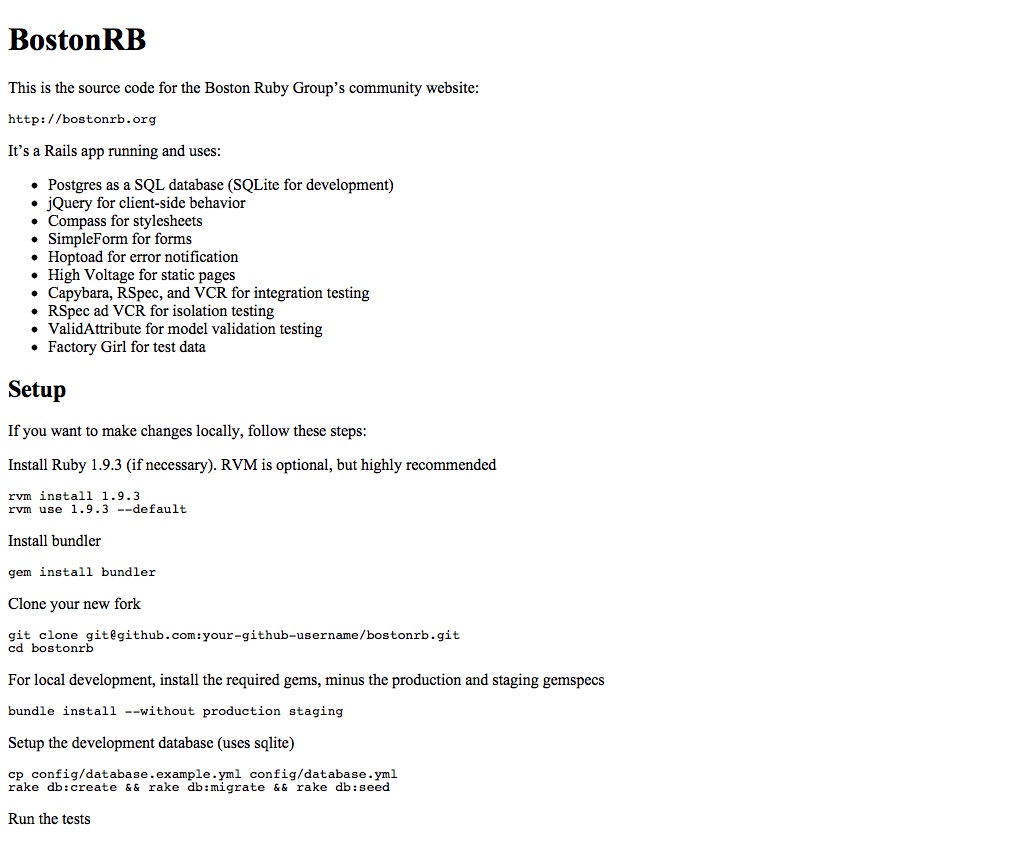 BostonRB
This is the source code for the Boston Ruby Group’s community website:
http://bostonrb.org
It’s a Rails app running and uses:
• Postgres as a SQL database (SQLite for development)
• jQuery for client-side behavior
• Compass for stylesheets
• SimpleForm for forms
• Hoptoad for error notification
• High Voltage for static pages
• Capybara, RSpec, and VCR for integration testing
• RSpec ad VCR for isolation testing
• ValidAttribute for model validation testing
• Factory Girl for test data
Setup
If you want to make changes locally, follow these steps:
Install Ruby 1.9.3 (if necessary). RVM is optional, but highly recommended
rvm install 1.9.3
rvm use 1.9.3 --default
Install bundler
gem install bundler
Clone your new fork
git clone git@github.com:your-github-username/bostonrb.git
cd bostonrb
For local development, install the required gems, minus the production and staging gemspecs
bundle install --without production staging
Setup the development database (uses sqlite)
cp config/database.example.yml config/database.yml
rake db:create && rake db:migrate && rake db:seed
Run the tests